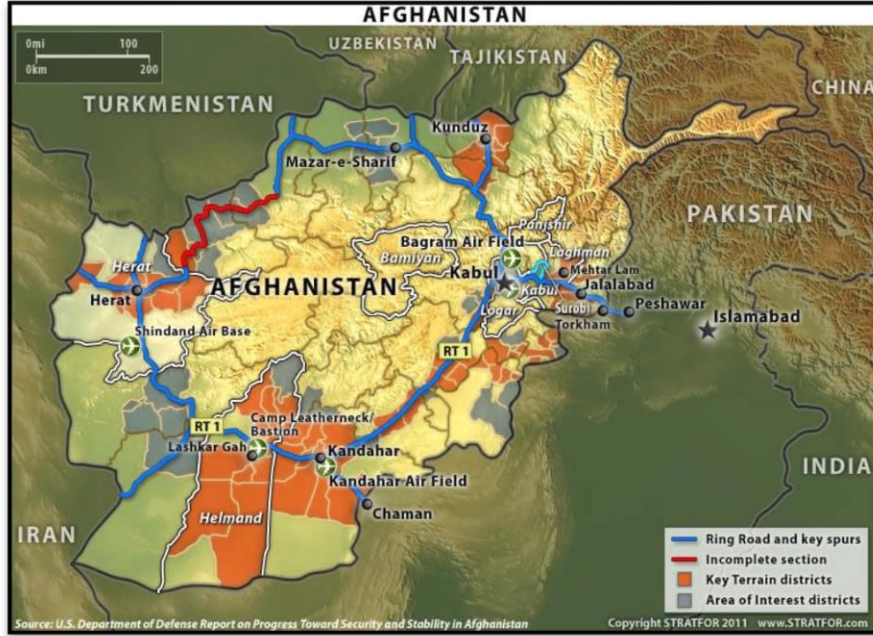 AFGHANISTAN
0mi 100
0km 200
UZBEKISTAN
TAJIKISTAN
CHINA
TURKMENISTAN
Kunduz
Mazar-e-Sharif
PAKISTAN
Panjshir
Bagram Air Field
Laghman
Bamiyan
Herat
Kabul
Mehtar Lam
AFGHANISTAN
Kabul
Jalalabad
Herat
Logar
Surobi
Peshawar
Torkham
Islamabad
Shindand Air Base
RT 1
Camp Leatherneck/
Bastion
RT 1
Lashkar Gah
Kandahar
INDIA
Kandahar Air Field
Chaman
Helmand
IRAN
Ring Road and key spurs
Incomplete section
Key Terrain districts
Area of Interest districts
Source: U.S. Department of Defense Report on Progress Toward Security and Stability in Afghanistan
Copyright STRATFOR 2011 www.STRATFOR.com